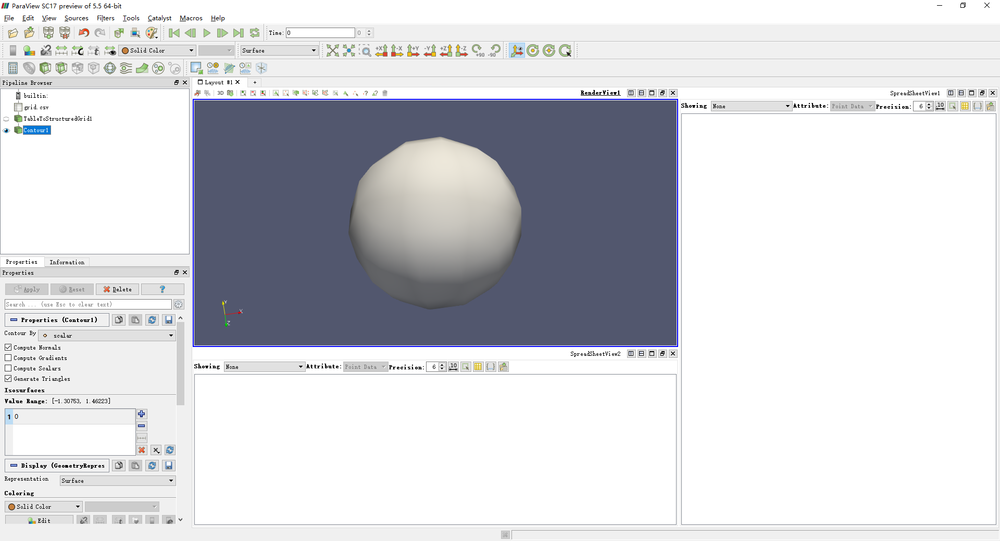 ParaView SC17 preview of 5.5 64-bit
File Edit View Sources Filters Tools Catalyst Macros Help
Time: 0 0
Solid Color Surface +X -X +Y -Y +Z -Z +90 -90
Pipeline Browser
builtin:
grid.csv
TableToStructuredGrid1
Contour1
Properties Information
Properties
Apply Reset Delete ?
Search ... (use Esc to clear text)
Properties (Contour1)
Contour By scalar
Compute Normals
Compute Gradients
Compute Scalars
Generate Triangles
Isosurfaces
Value Range: [-1.30753, 1.46223]
1 0
Display (GeometryRepres
Representation Surface
Coloring
Solid Color
Edit
Layout #1 +
3D RenderView1
Y
X
Z
SpreadSheetView2
Showing None Attribute: Point Data Precision: 6 .10 {...}
SpreadSheetView1
Showing None Attribute: Point Data Precision: 6 .10 {...}